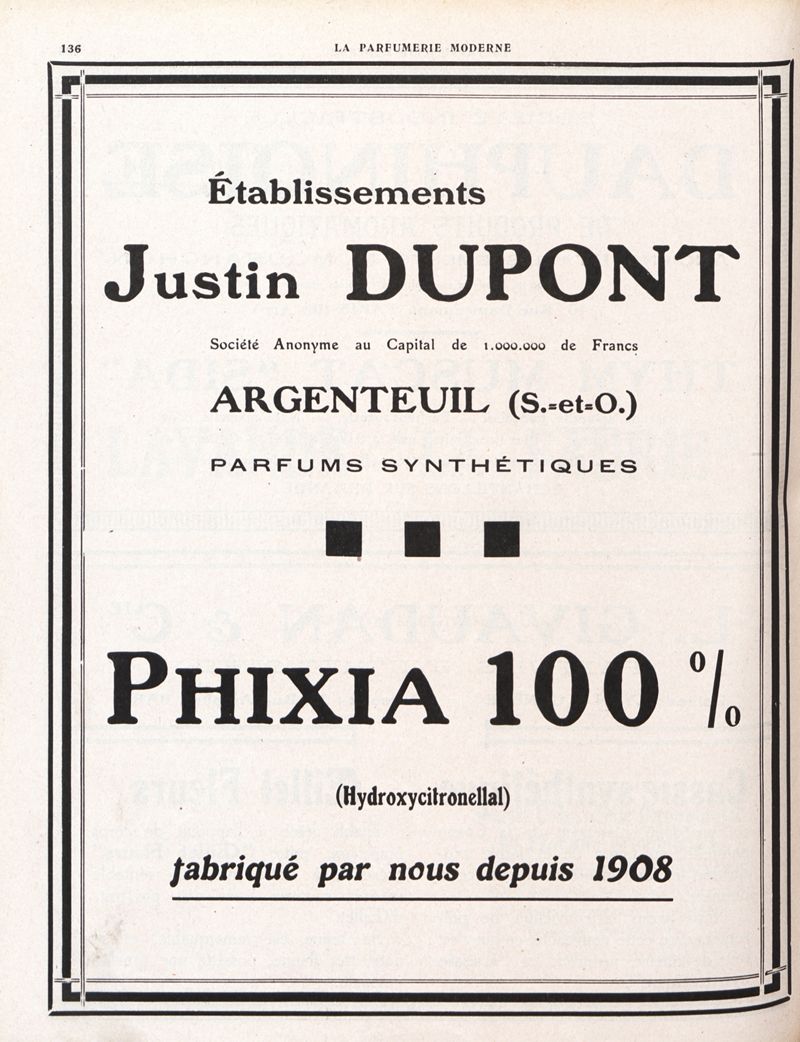 136
LA PARFUMERIE MODERNE
Établissements
Justin DUPONT
Société Anonyme au Capital de 1.000.000 de Francs
ARGENTEUIL (S.-et-O.)
PARFUMS SYNTHÉTIQUES
PHIXIA 100 %
(Hydroxycitronellal)
fabriqué par nous depuis 1908